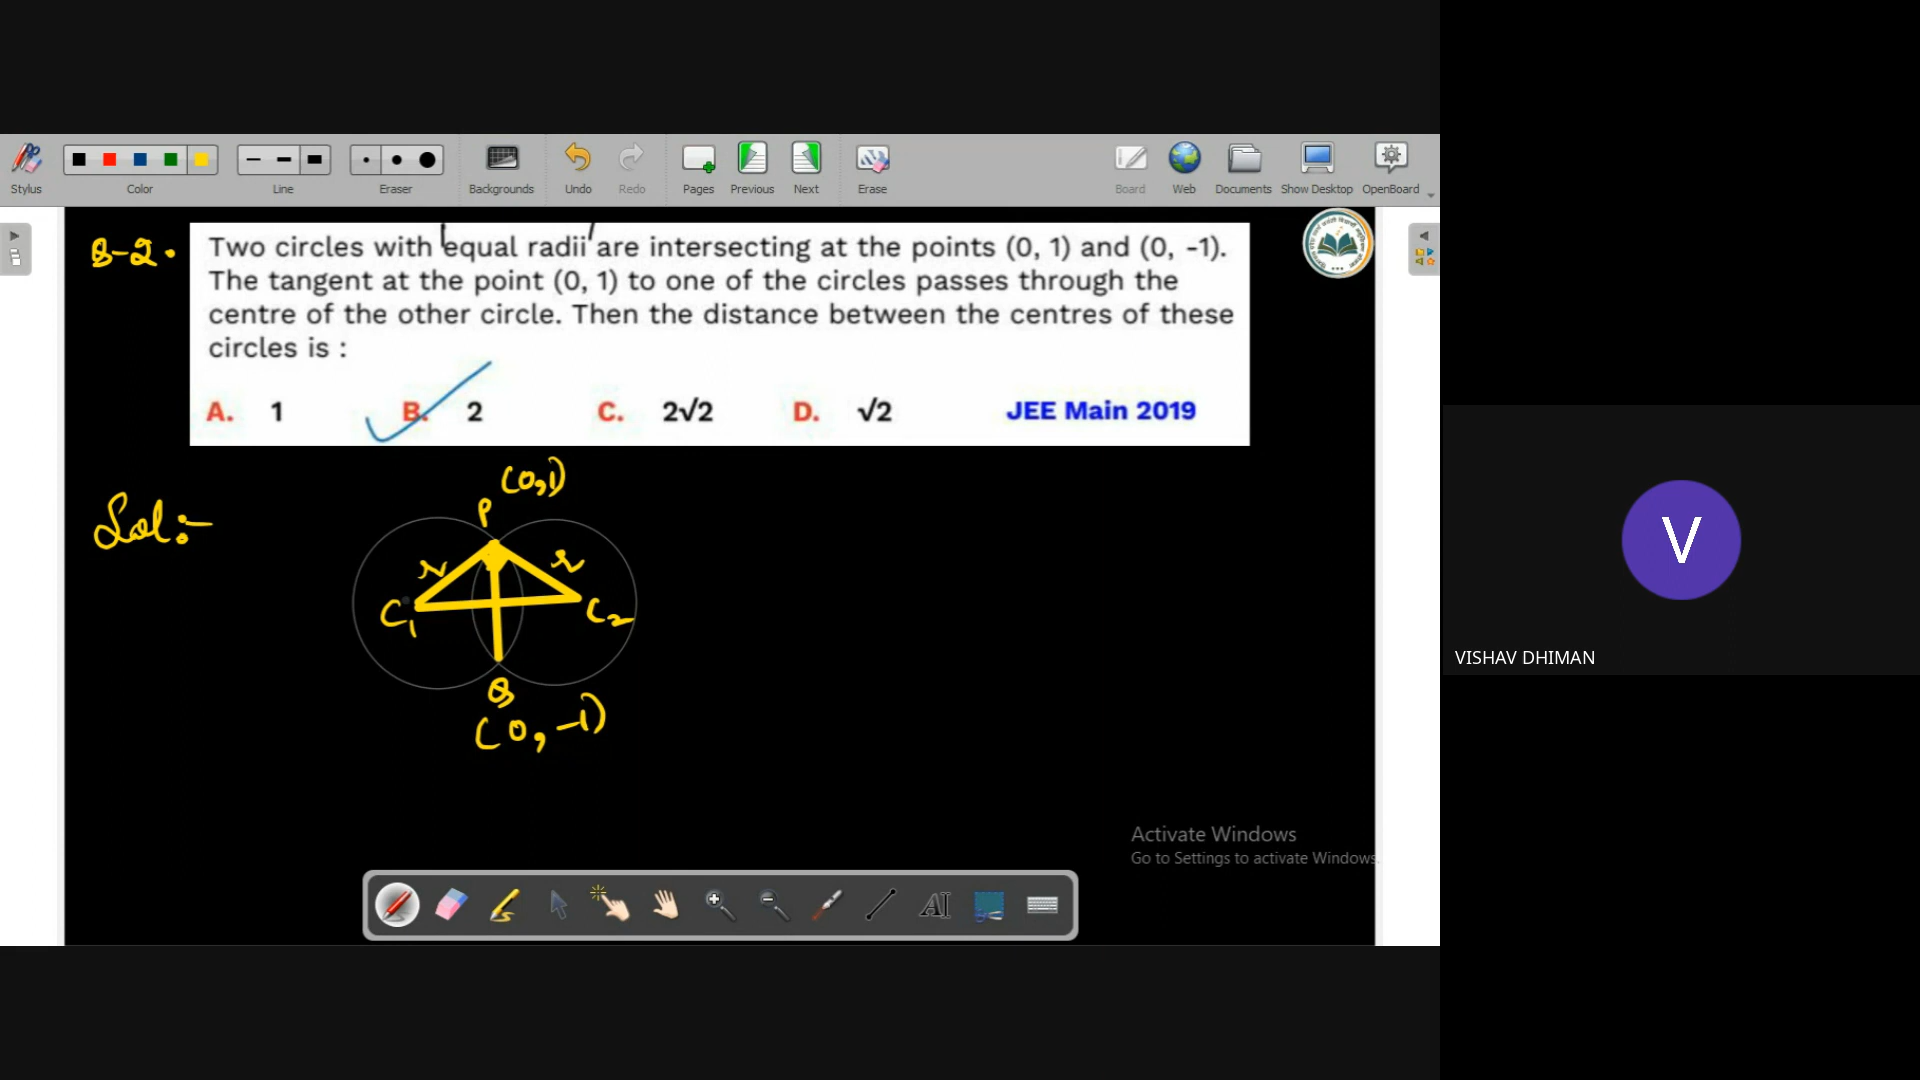 Stylus Color Line Eraser Backgrounds Undo Redo Pages Previous Next Erase Board Web Documents Show Desktop OpenBoard
Q-2.
Two circles with equal radii are intersecting at the points (0, 1) and (0, -1).
The tangent at the point (0, 1) to one of the circles passes through the
centre of the other circle. Then the distance between the centres of these
circles is :
A. 1 B. 2 C. 2√2 D. √2 JEE Main 2019
(0,1)
Sol:-
P
r r
C1 C2
Q
(0, -1)
V
VISHAV DHIMAN
Activate Windows
Go to Settings to activate Windows.